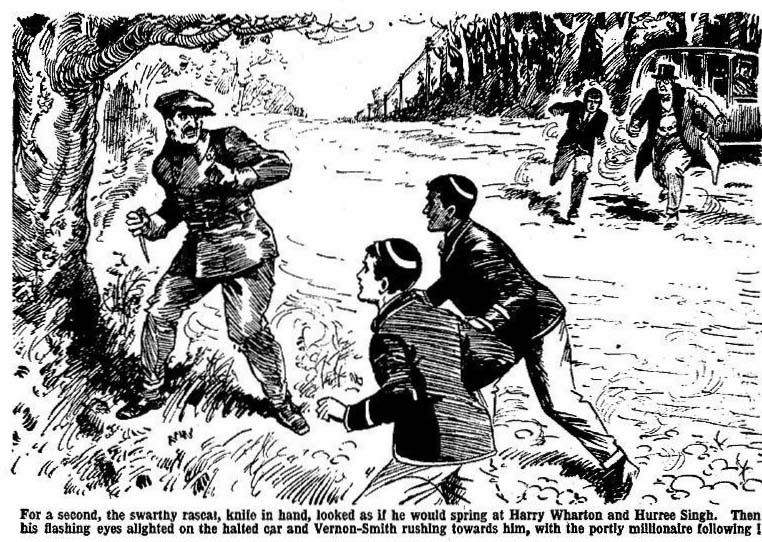 For a second, the swarthy rascal, knife in hand, looked as if he would spring at Harry Wharton and Hurree Singh. Then
his flashing eyes alighted on the halted car and Vernon-Smith rushing towards him, with the portly millionaire following !